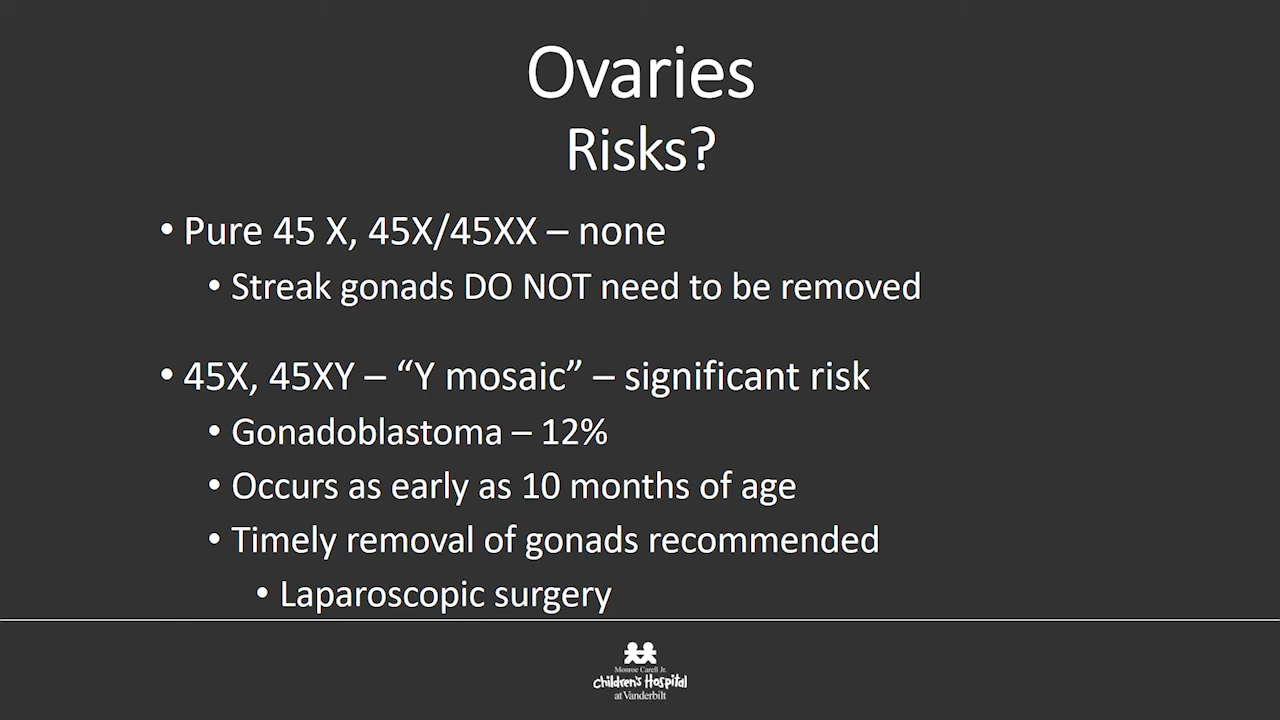 Ovaries
Risks?
• Pure 45 X, 45X/45XX – none
• Streak gonads DO NOT need to be removed
• 45X, 45XY – “Y mosaic” – significant risk
• Gonadoblastoma – 12%
• Occurs as early as 10 months of age
• Timely removal of gonads recommended
• Laparoscopic surgery
Monroe Carell Jr.
Children's Hospital
at Vanderbilt